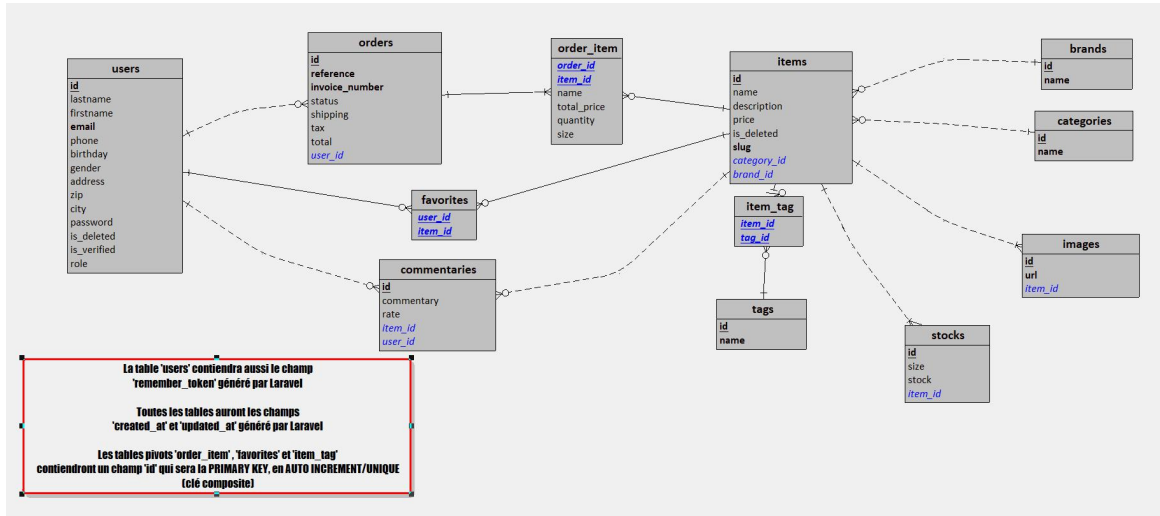 users
id
lastname
firstname
email
phone
birthday
gender
address
zip
city
password
is_deleted
is_verified
role
orders
id
reference
invoice_number
status
shipping
tax
total
user_id
order_item
order_id
item_id
name
total_price
quantity
size
items
id
name
description
price
is_deleted
slug
category_id
brand_id
brands
id
name
categories
id
name
favorites
user_id
item_id
item_tag
item_id
tag_id
images
id
url
item_id
commentaries
id
commentary
rate
item_id
user_id
tags
id
name
stocks
id
size
stock
item_id
La table 'users' contiendra aussi le champ
'remember_token' généré par Laravel
Toutes les tables auront les champs
'created_at' et 'updated_at' généré par Laravel
Les tables pivots 'order_item' , 'favorites' et 'item_tag'
contiendront un champ 'id' qui sera la PRIMARY KEY, en AUTO INCREMENT/UNIQUE
(clé composite)